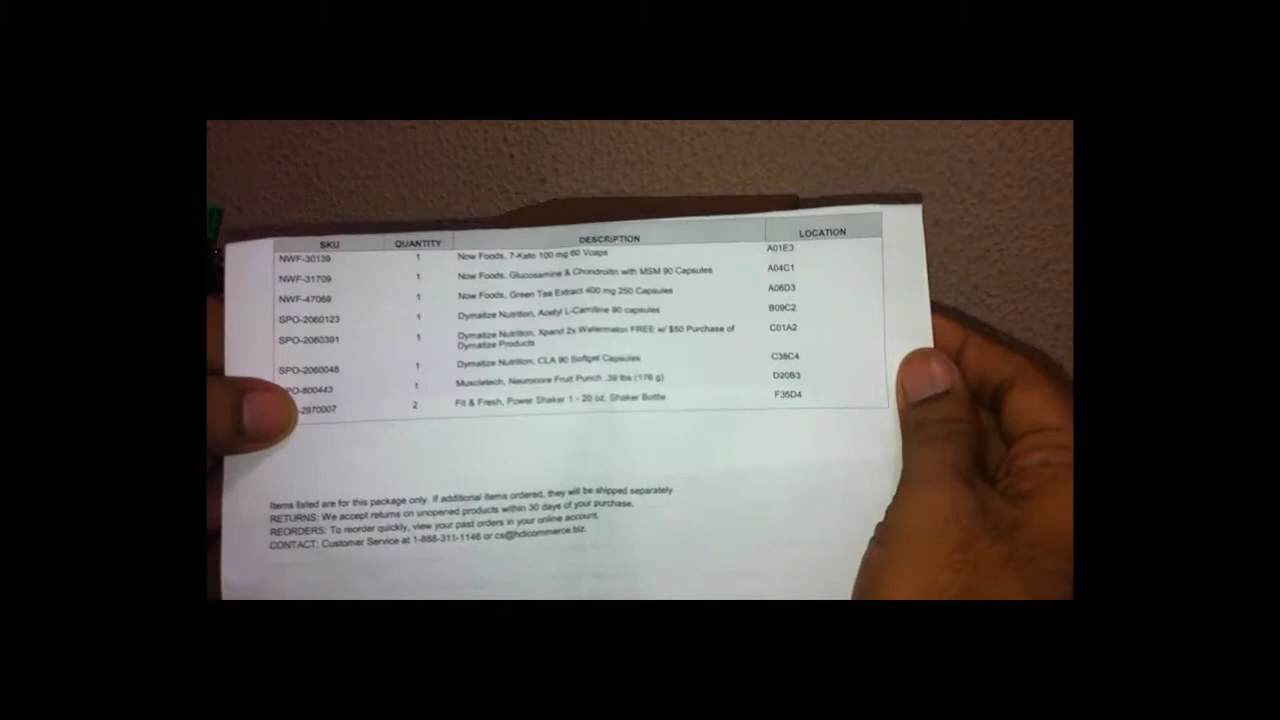 SKU QUANTITY DESCRIPTION LOCATION
NWF-30139 1 Now Foods, 7-Keto 100 mg 60 Vcaps A01E3
NWF-31709 1 Now Foods, Glucosamine & Chondroitin with MSM 90 Capsules A04C1
NWF-47069 1 Now Foods, Green Tea Extract 400 mg 250 Capsules A06D3
SPO-2060123 1 Dymatize Nutrition, Acetyl L-Carnitine 90 capsules B09C2
SPO-2060391 1 Dymatize Nutrition, Xpand 2x Watermelon FREE w/ $50 Purchase of C01A2
Dymatize Products
SPO-2060048 1 Dymatize Nutrition, CLA 90 Softgel Capsules C38C4
PO-800443 1 Muscletech, Neurocore Fruit Punch .39 lbs (176 g) D20B3
-2970007 2 Fit & Fresh, Power Shaker 1 - 20 oz. Shaker Bottle F35D4
Items listed are for this package only. If additional items ordered, they will be shipped separately
RETURNS: We accept returns on unopened products within 30 days of your purchase.
REORDERS: To reorder quickly, view your past orders in your online account.
CONTACT: Customer Service at 1-888-311-1146 or cs@hdicommerce.biz.